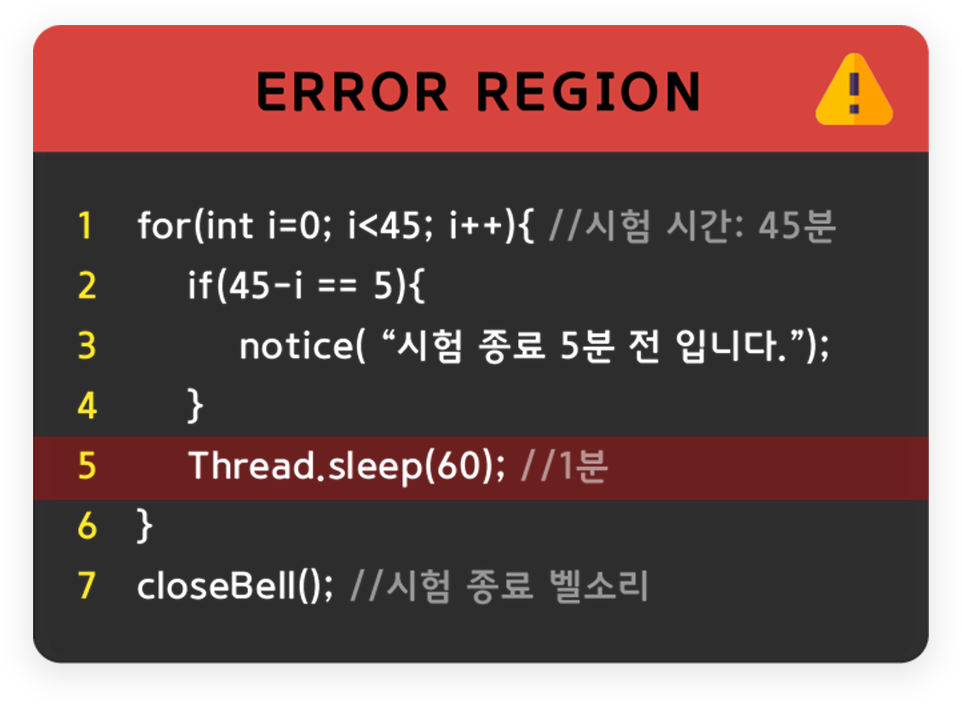 ERROR REGION
1 for(int i=0; i<45; i++){ //시험 시간: 45분
2 if(45-i == 5){
3 notice( “시험 종료 5분 전 입니다.”);
4 }
5 Thread.sleep(60); //1분
6 }
7 closeBell(); //시험 종료 벨소리